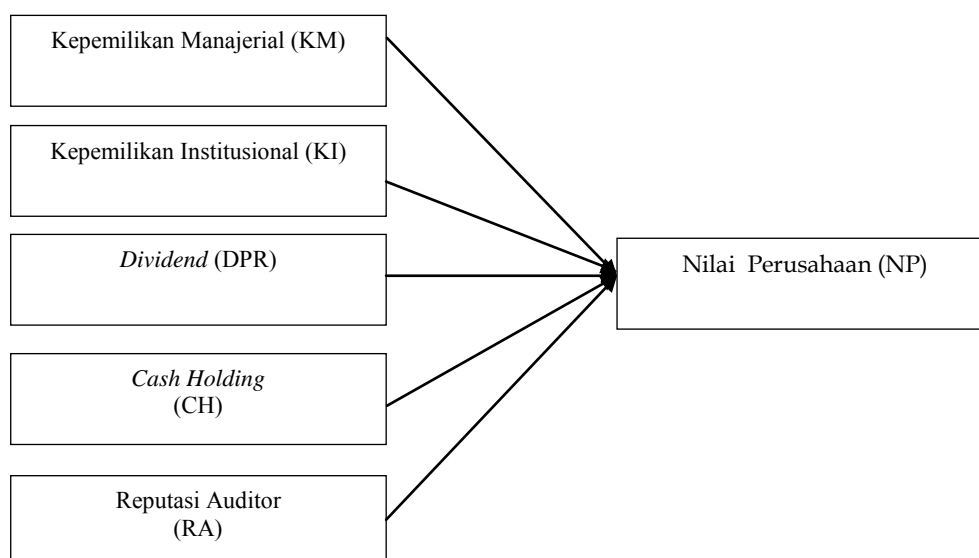 Kepemilikan Manajerial (KM)
Kepemilikan Institusional (KI)
Dividend (DPR)
Nilai Perusahaan (NP)
Cash Holding
(CH)
Reputasi Auditor
(RA)